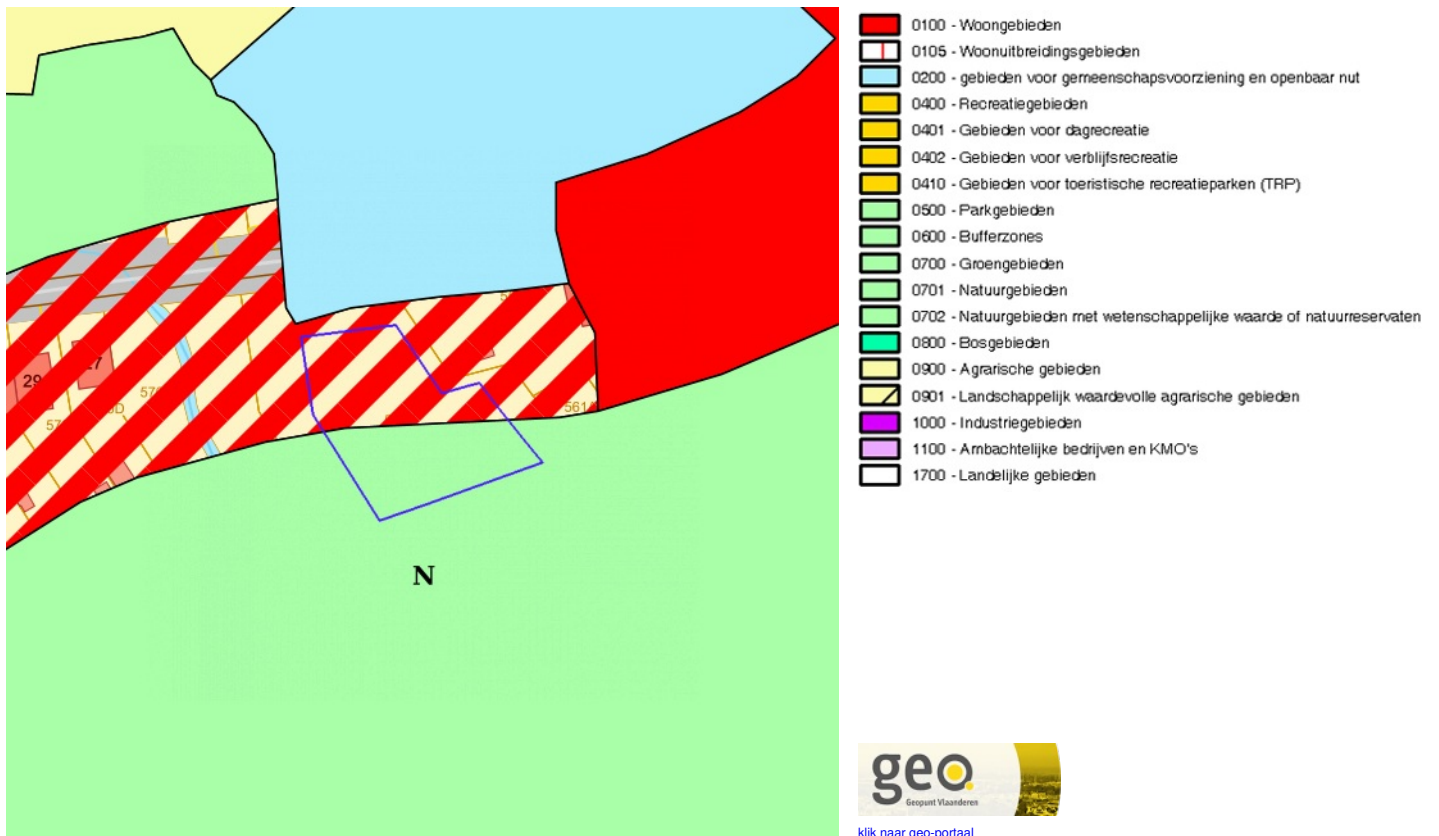 29
27
57
N
0100 - Woongebieden
0105 - Woonuitbreidingsgebieden
0200 - gebieden voor gemeenschapsvoorziening en openbaar nut
0400 - Recreatiegebieden
0401 - Gebieden voor dagrecreatie
0402 - Gebieden voor verblijfsrecreatie
0410 - Gebieden voor toeristische recreatieparken (TRP)
0500 - Parkgebieden
0600 - Bufferzones
0700 - Groengebieden
0701 - Natuurgebieden
0702 - Natuurgebieden met wetenschappelijke waarde of natuurreservaten
0800 - Bosgebieden
0900 - Agrarische gebieden
0901 - Landschappelijk waardevolle agrarische gebieden
1000 - Industriegebieden
1100 - Ambachtelijke bedrijven en KMO's
1700 - Landelijke gebieden
geo
Geopunt Vlaanderen
klik naar geo-portaal